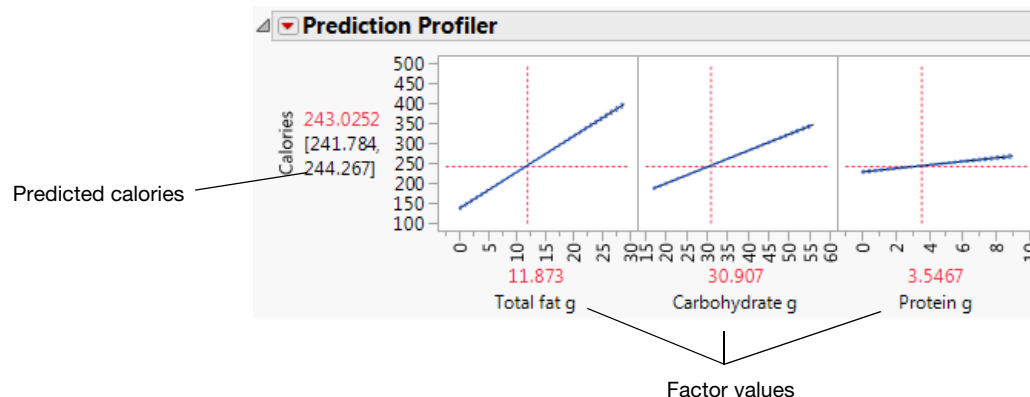 Prediction Profiler
500
450
400
350
300
250
200
150
100
Calories
243.0252
[241.784,
244.267]
Predicted calories
0 5 10 15 20 25 30
15 20 25 30 35 40 45 50 55 60
0 2 4 6 8 10
11.873 30.907 3.5467
Total fat g Carbohydrate g Protein g
Factor values